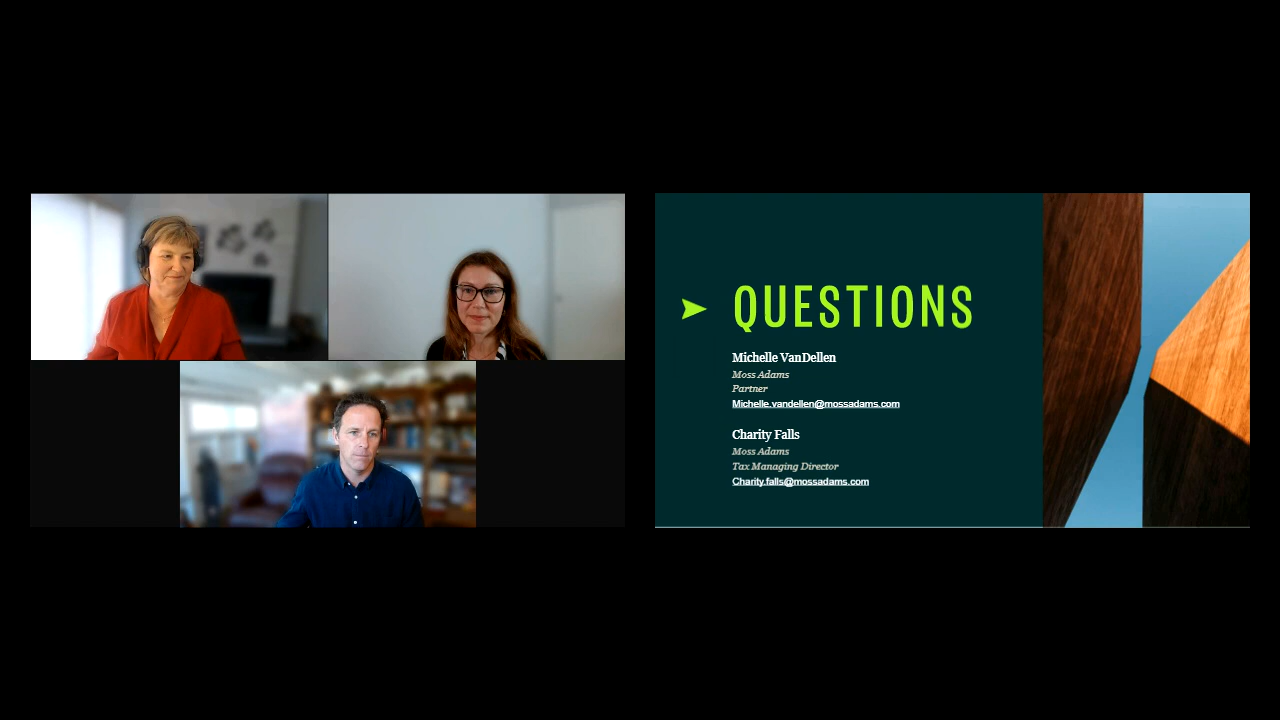 QUESTIONS
Michelle VanDellen
Moss Adams
Partner
Michelle.vandellen@mossadams.com
Charity Falls
Moss Adams
Tax Managing Director
Charity.falls@mossadams.com